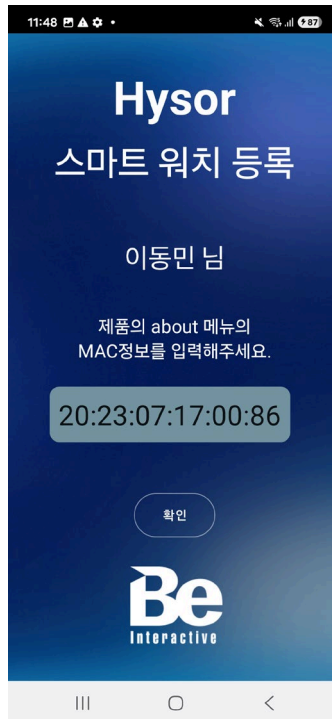 11:48
87
Hysor
스마트 워치 등록
이동민 님
제품의 about 메뉴의
MAC정보를 입력해주세요.
20:23:07:17:00:86
확인
Be
Interactive